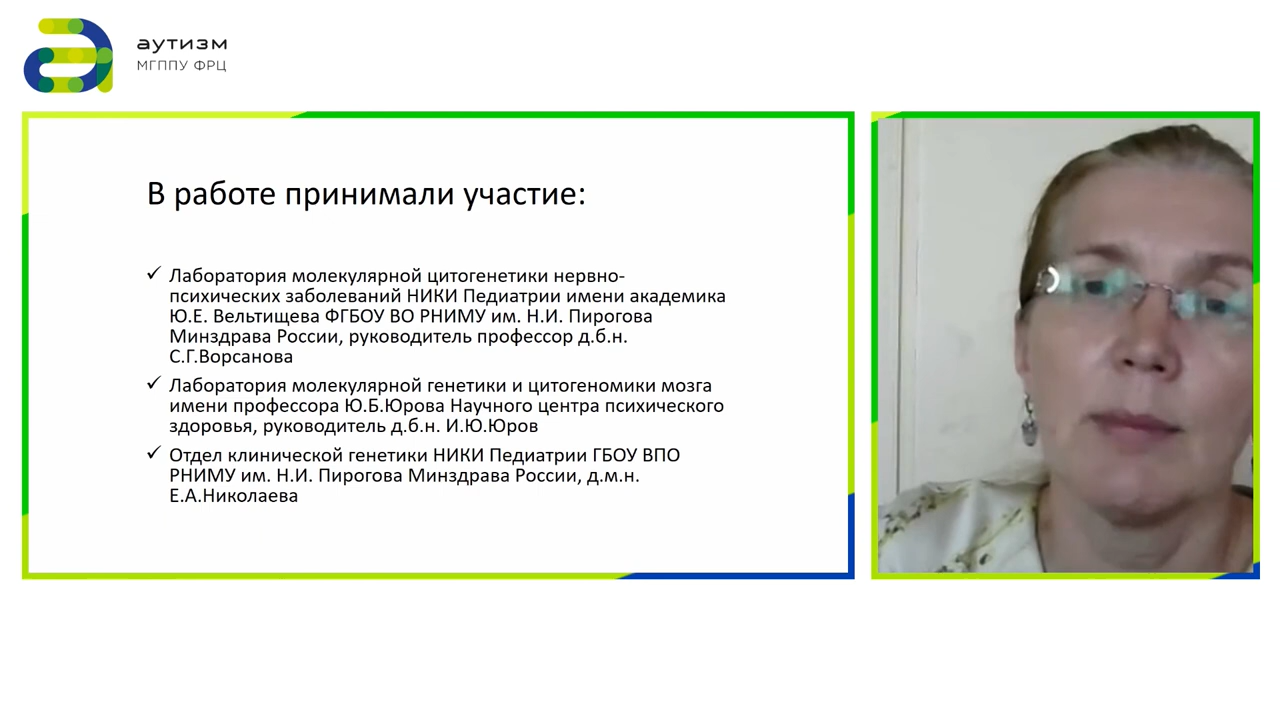 аутизм
МГППУ ФРЦ
В работе принимали участие:
✓ Лаборатория молекулярной цитогенетики нервно-
психических заболеваний НИКИ Педиатрии имени академика
Ю.Е. Вельтищева ФГБОУ ВО РНИМУ им. Н.И. Пирогова
Минздрава России, руководитель профессор д.б.н.
С.Г.Ворсанова
✓ Лаборатория молекулярной генетики и цитогеномики мозга
имени профессора Ю.Б.Юрова Научного центра психического
здоровья, руководитель д.б.н. И.Ю.Юров
✓ Отдел клинической генетики НИКИ Педиатрии ГБОУ ВПО
РНИМУ им. Н.И. Пирогова Минздрава России, д.м.н.
Е.А.Николаева